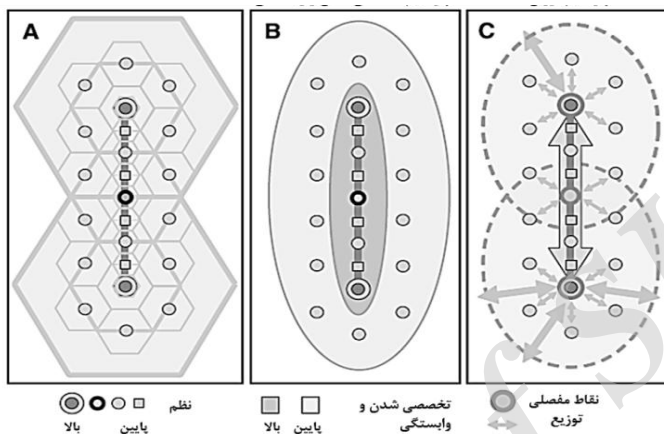 A
B
C
نظم
بالا
پایین
تخصصی شدن و
وابستگی
بالا
پایین
نقاط مفصلی
توزیع